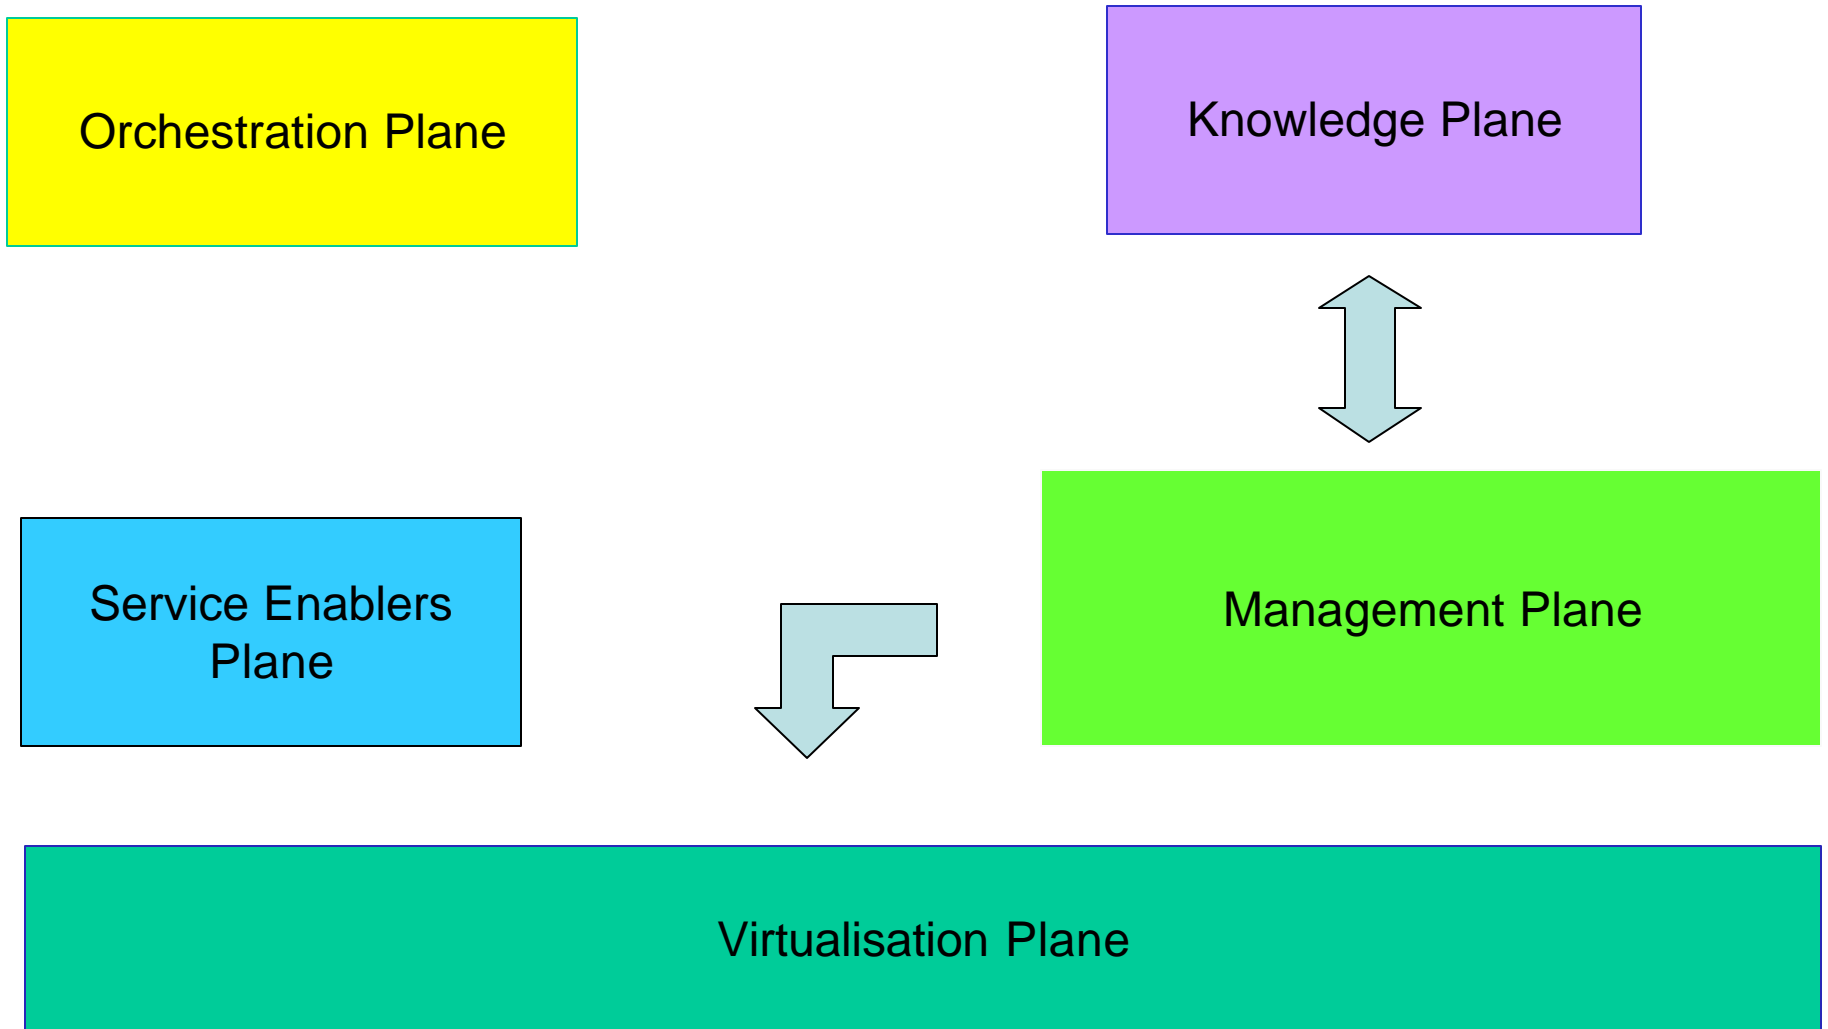 Orchestration Plane
Knowledge Plane
Service Enablers
Plane
Management Plane
Virtualisation Plane